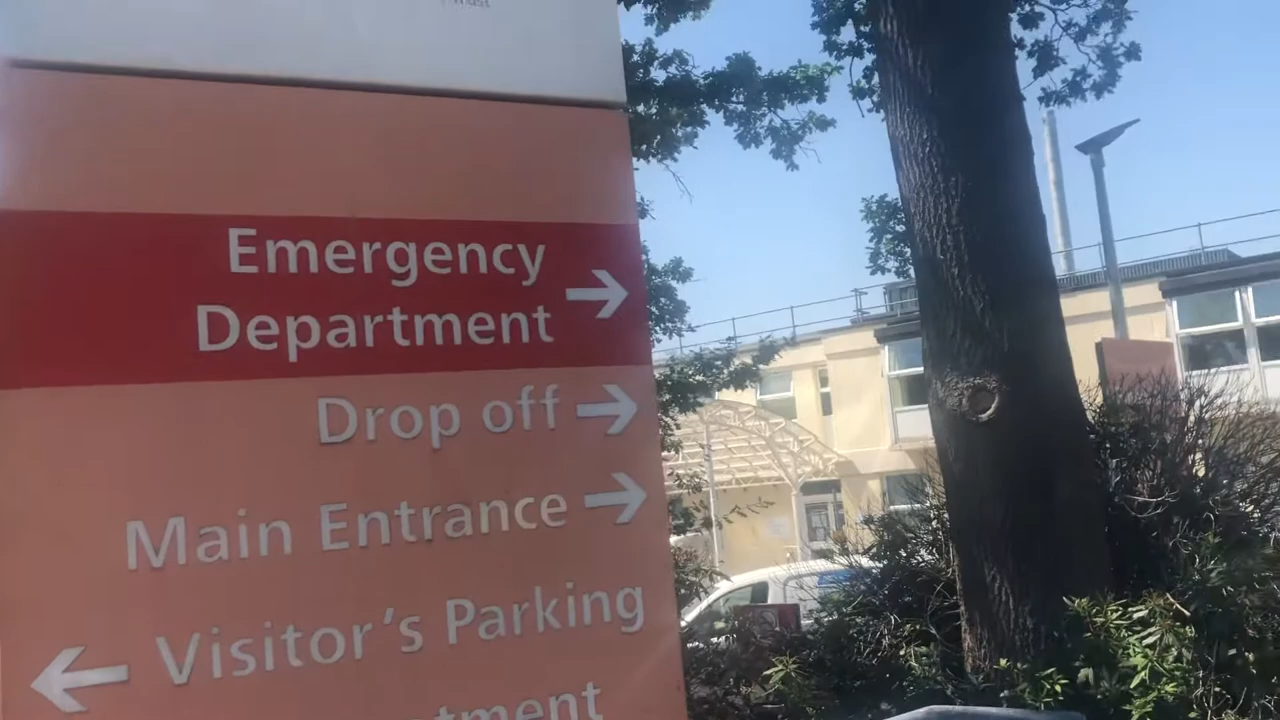 Emergency
Department
Drop off
Main Entrance
Visitor's Parking